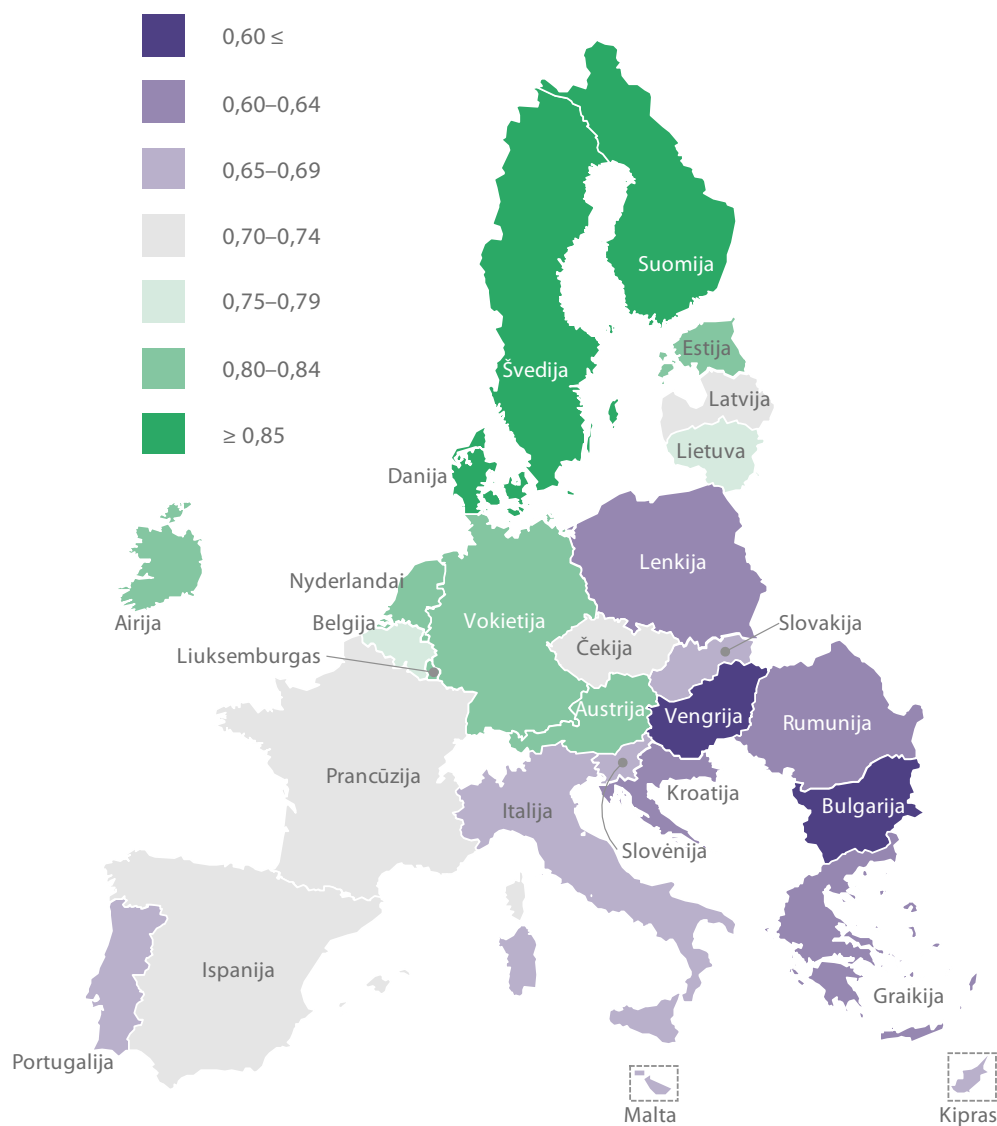 0,60 ≤
0,60–0,64
0,65–0,69
0,70–0,74
0,75–0,79
0,80–0,84
≥ 0,85
Suomija
Estija
Švedija
Latvija
Lietuva
Danija
Lenkija
Nyderlandai
Airija
Belgija
Vokietija
Slovakija
Čekija
Liuksemburgas
Austrija
Vengrija
Rumunija
Prancūzija
Kroatija
Bulgarija
Italija
Slovėnija
Ispanija
Graikija
Portugalija
Malta
Kipras